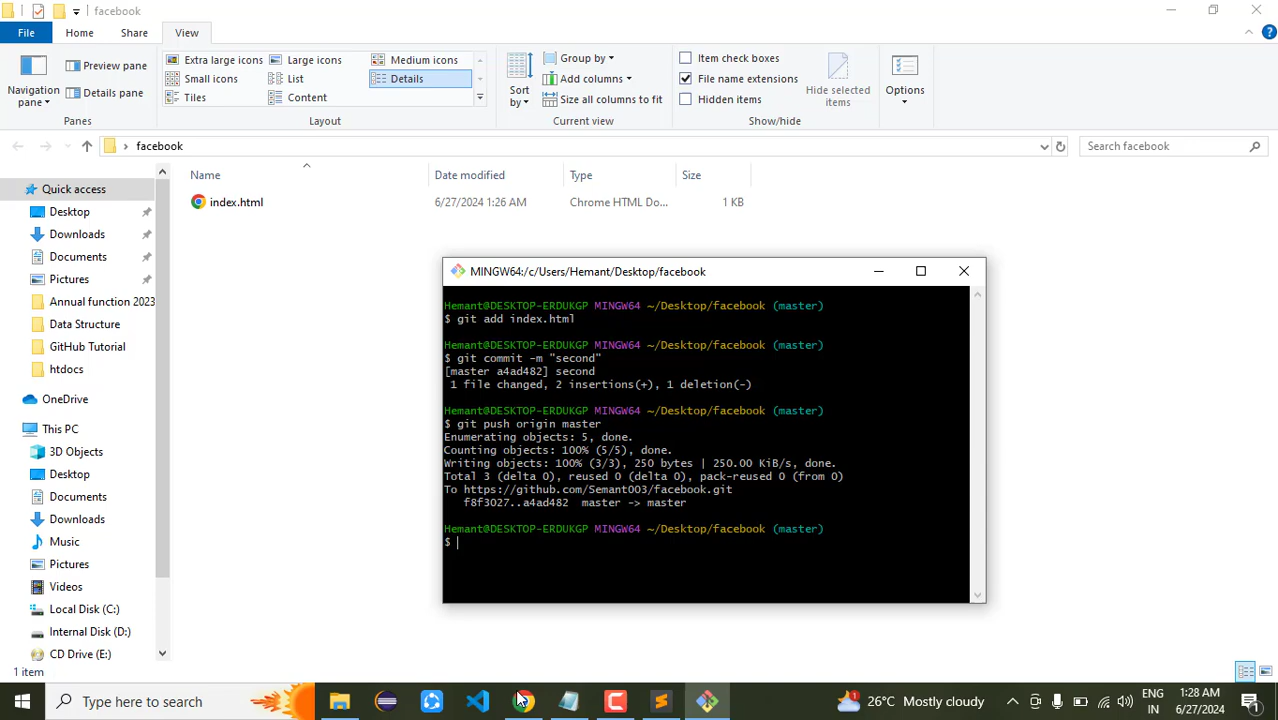 facebook
File
Home
Share
View
Navigation pane
Preview pane
Details pane
Panes
Extra large icons
Large icons
Medium icons
Small icons
List
Details
Tiles
Content
Layout
Sort by
Group by
Add columns
Size all columns to fit
Current view
Item check boxes
File name extensions
Hidden items
Show/hide
Hide selected items
Options
facebook
Search facebook
Name
Date modified
Type
Size
index.html
6/27/2024 1:26 AM
Chrome HTML Do...
1 KB
Quick access
Desktop
Downloads
Documents
Pictures
Annual function 2023
Data Structure
GitHub Tutorial
htdocs
OneDrive
This PC
3D Objects
Desktop
Documents
Downloads
Music
Pictures
Videos
Local Disk (C:)
Internal Disk (D:)
CD Drive (E:)
1 item
MINGW64:/c/Users/Hemant/Desktop/facebook
Hemant@DESKTOP-ERDUKGP MINGW64 ~/Desktop/facebook (master)
$ git add index.html
Hemant@DESKTOP-ERDUKGP MINGW64 ~/Desktop/facebook (master)
$ git commit -m "second"
[master a4ad482] second
1 file changed, 2 insertions(+), 1 deletion(-)
Hemant@DESKTOP-ERDUKGP MINGW64 ~/Desktop/facebook (master)
$ git push origin master
Enumerating objects: 5, done.
Counting objects: 100% (5/5), done.
Writing objects: 100% (3/3), 250 bytes | 250.00 KiB/s, done.
Total 3 (delta 0), reused 0 (delta 0), pack-reused 0 (from 0)
To https://github.com/Semant003/facebook.git
f8f3027..a4ad482 master -> master
Hemant@DESKTOP-ERDUKGP MINGW64 ~/Desktop/facebook (master)
$
Type here to search
1
26°C Mostly cloudy
ENG
IN
1:28 AM
6/27/2024
1